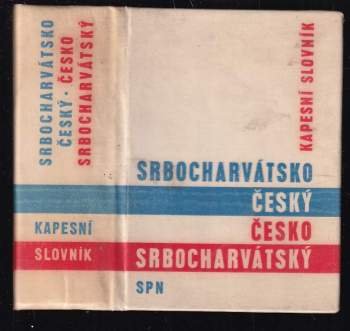 SRBOCHARVÁTSKO
ČESKÝ · ČESKO
SRBOCHARVÁTSKÝ
KAPESNÍ
SLOVNÍK
KAPESNÍ SLOVNÍK
SRBOCHARVÁTSKO
ČESKÝ
ČESKO
SRBOCHARVÁTSKÝ
SPN